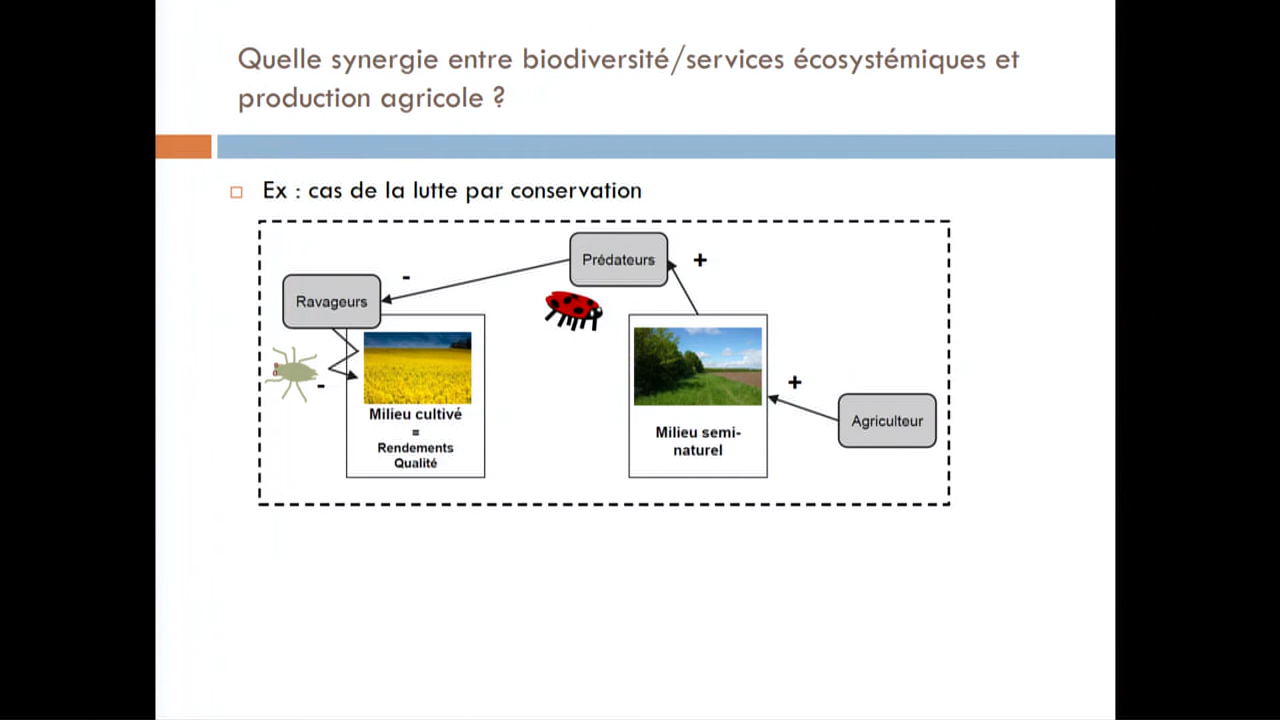 Quelle synergie entre biodiversité/services écosystémiques et
production agricole ?
Ex : cas de la lutte par conservation
Prédateurs
+
-
Ravageurs
-
Milieu cultivé
=
Rendements
Qualité
Milieu semi-
naturel
+
Agriculteur